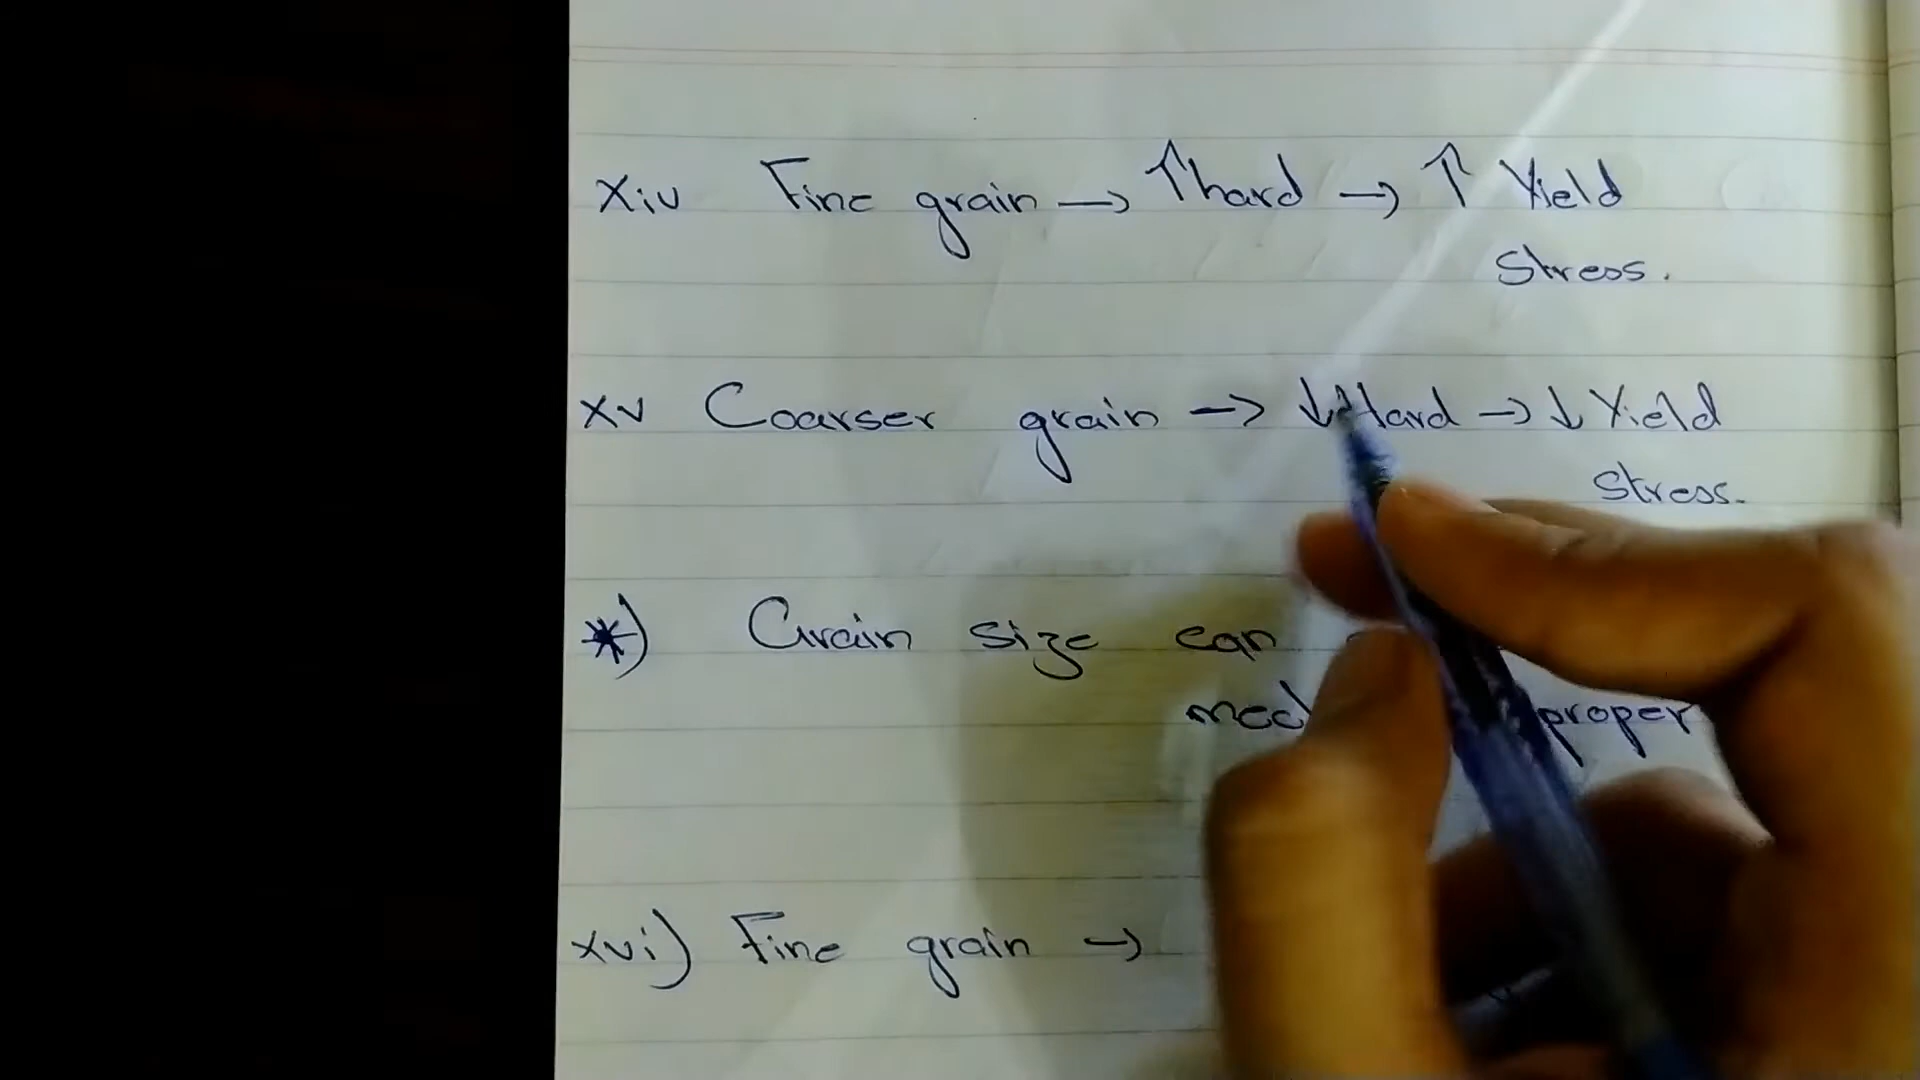 xiv Fine grain → ↑hard → ↑ Yield
Stress.
xv Coarser grain → ↓Hard → ↓ Yield
Stress.
*) Grain size can
proper
xvi) Fine grain →